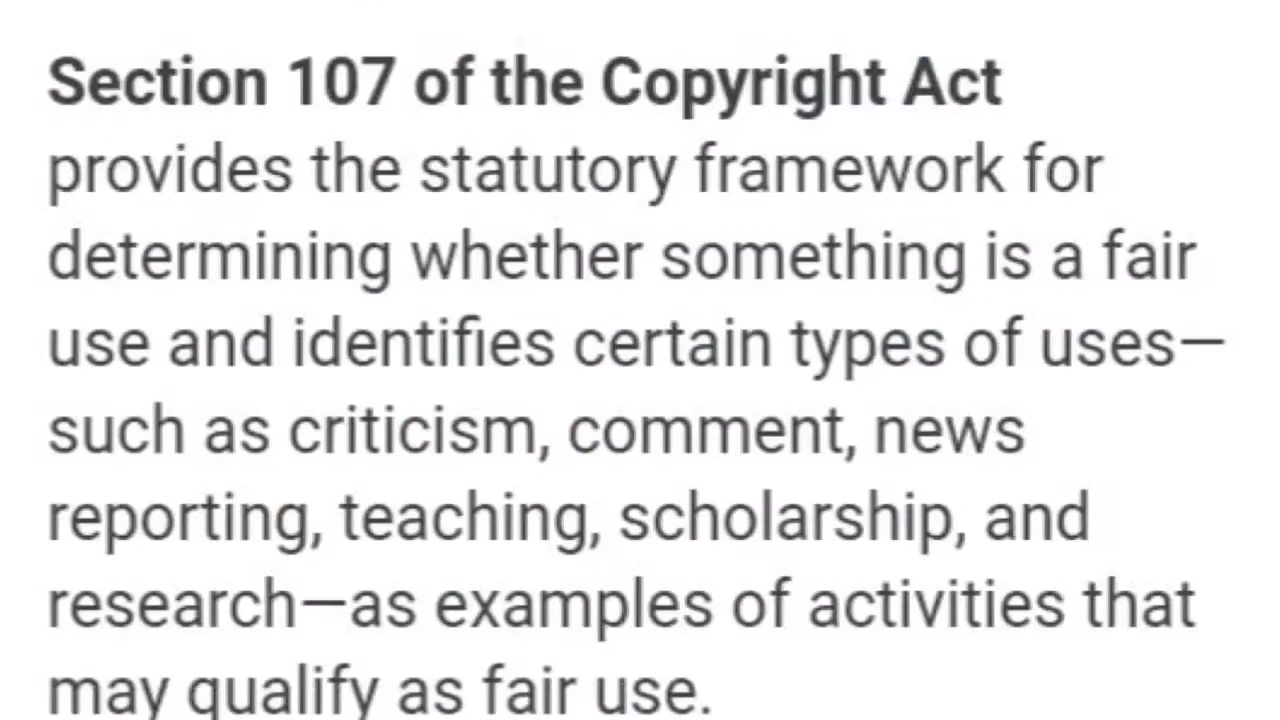 Section 107 of the Copyright Act
provides the statutory framework for
determining whether something is a fair
use and identifies certain types of uses—
such as criticism, comment, news
reporting, teaching, scholarship, and
research—as examples of activities that
may qualify as fair use.